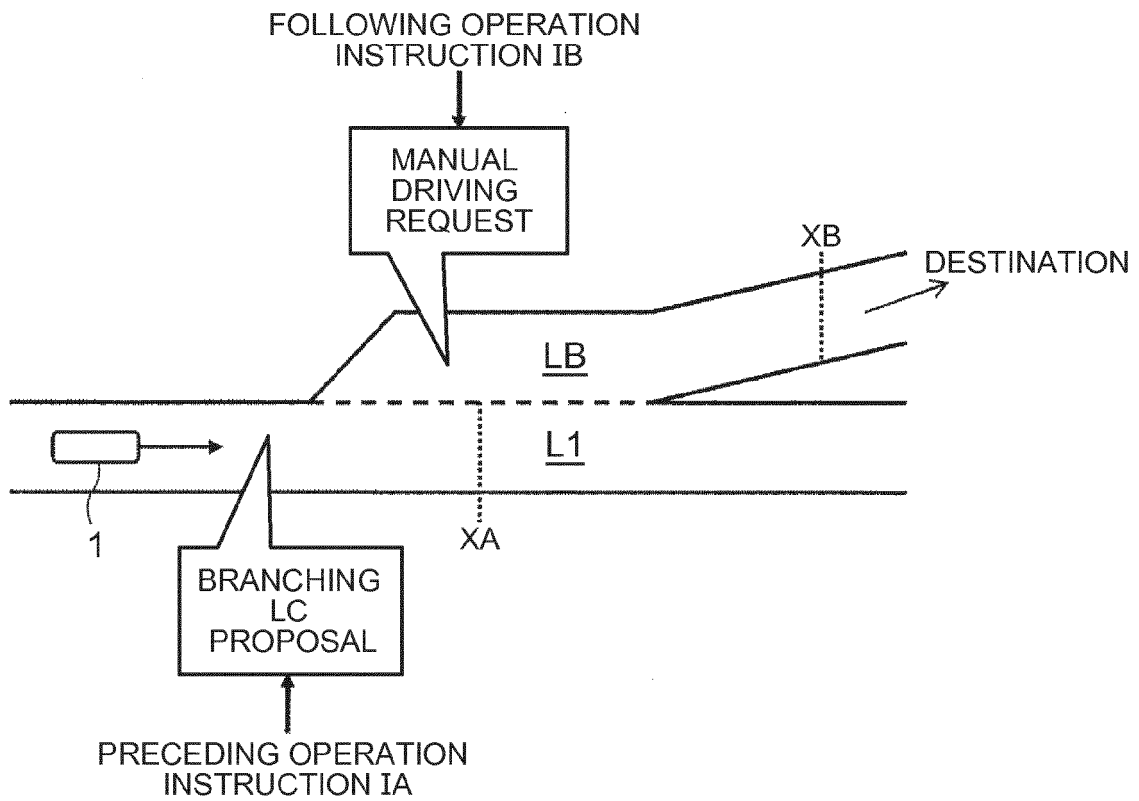 FOLLOWING OPERATION
INSTRUCTION IB
MANUAL
DRIVING
REQUEST
XB
DESTINATION
LB
L1
1
XA
BRANCHING
LC
PROPOSAL
PRECEDING OPERATION
INSTRUCTION IA